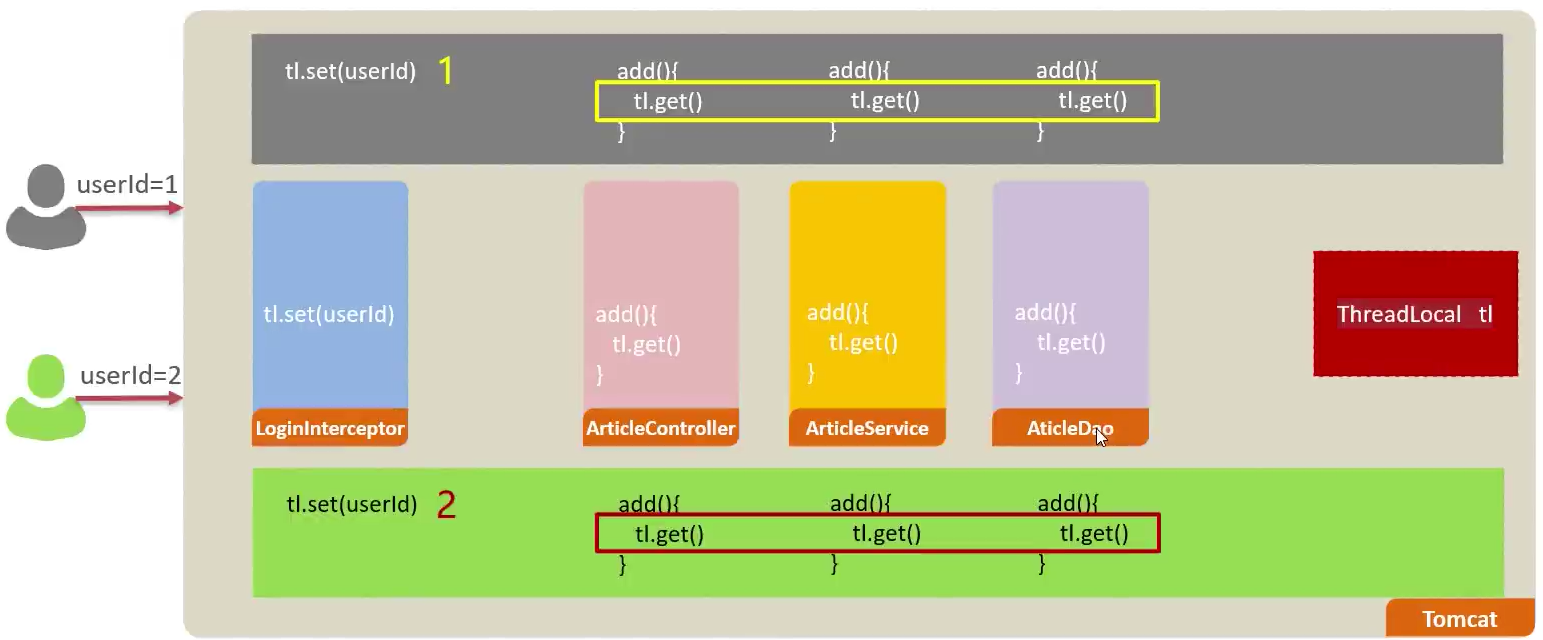 tl.set(userId) 1
add(){ add(){ add(){
tl.get() tl.get() tl.get()
} } }
userId=1
userId=2
tl.set(userId)
LoginInterceptor
add(){
tl.get()
}
ArticleController
add(){
tl.get()
}
ArticleService
add(){
tl.get()
}
AticleDao
ThreadLocal tl
tl.set(userId) 2
add(){ add(){ add(){
tl.get() tl.get() tl.get()
} } }
Tomcat